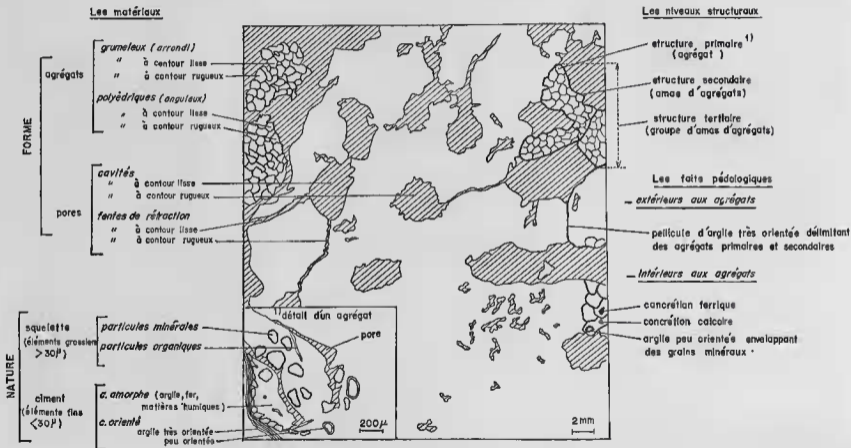 Les matériaux
FORME
agrégats
grumeleux (arrondi)
" à contour lisse
" à contour rugueux
polyédriques (anguleux)
" à contour lisse
" à contour rugueux
pores
cavités
" à contour lisse
" à contour rugueux
fentes de rétraction
" à contour lisse
" à contour rugueux
NATURE
squelette
(éléments grossiers
>30µ)
particules minérales
particules organiques
ciment
(éléments fins
<30µ)
c. amorphe (argile, fer,
matières humiques)
c. orienté
argile très orientée
peu orientée
1) détail d'un agrégat
pore
200µ
2mm
Les niveaux structuraux
structure primaire 1)
(agrégat)
structure secondaire
(amas d'agrégats)
structure tertiaire
(groupe d'amas d'agrégats)
Les faits pédologiques
- extérieurs aux agrégats
pellicule d'argile très orientée délimitant
des agrégats primaires et secondaires
- intérieurs aux agrégats
concrétion ferrique
concrétion calcaire
argile peu orientée enveloppant
des grains minéraux.